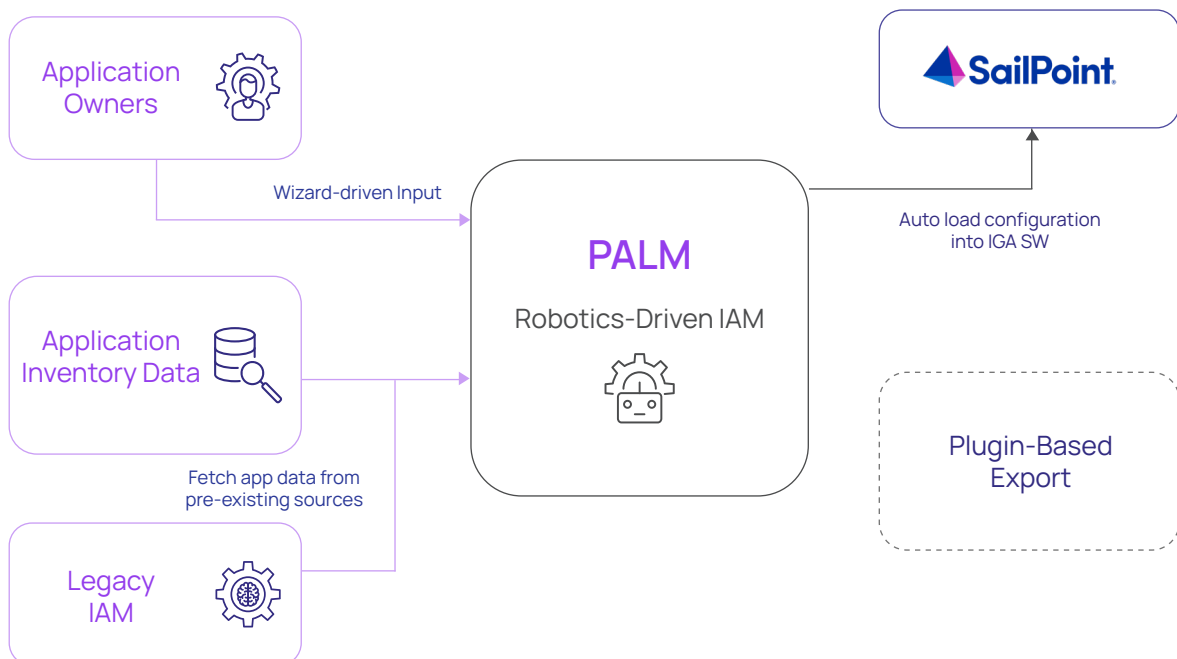 Application
Owners
SailPoint
Wizard-driven Input
PALM
Robotics-Driven IAM
Auto load configuration
into IGA SW
Application
Inventory Data
Fetch app data from
pre-existing sources
Plugin-Based
Export
Legacy
IAM